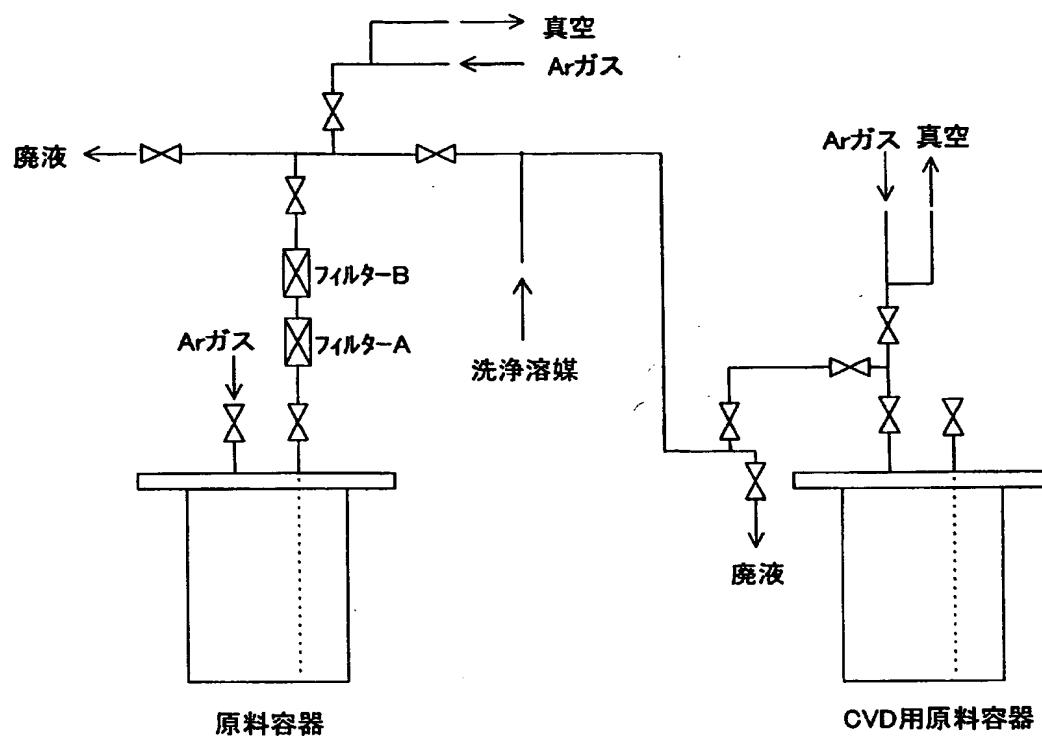 真空
Arガス
廃液
Arガス 真空
フィルターB
フィルターA
Arガス
洗浄溶媒
廃液
原料容器
CVD用原料容器